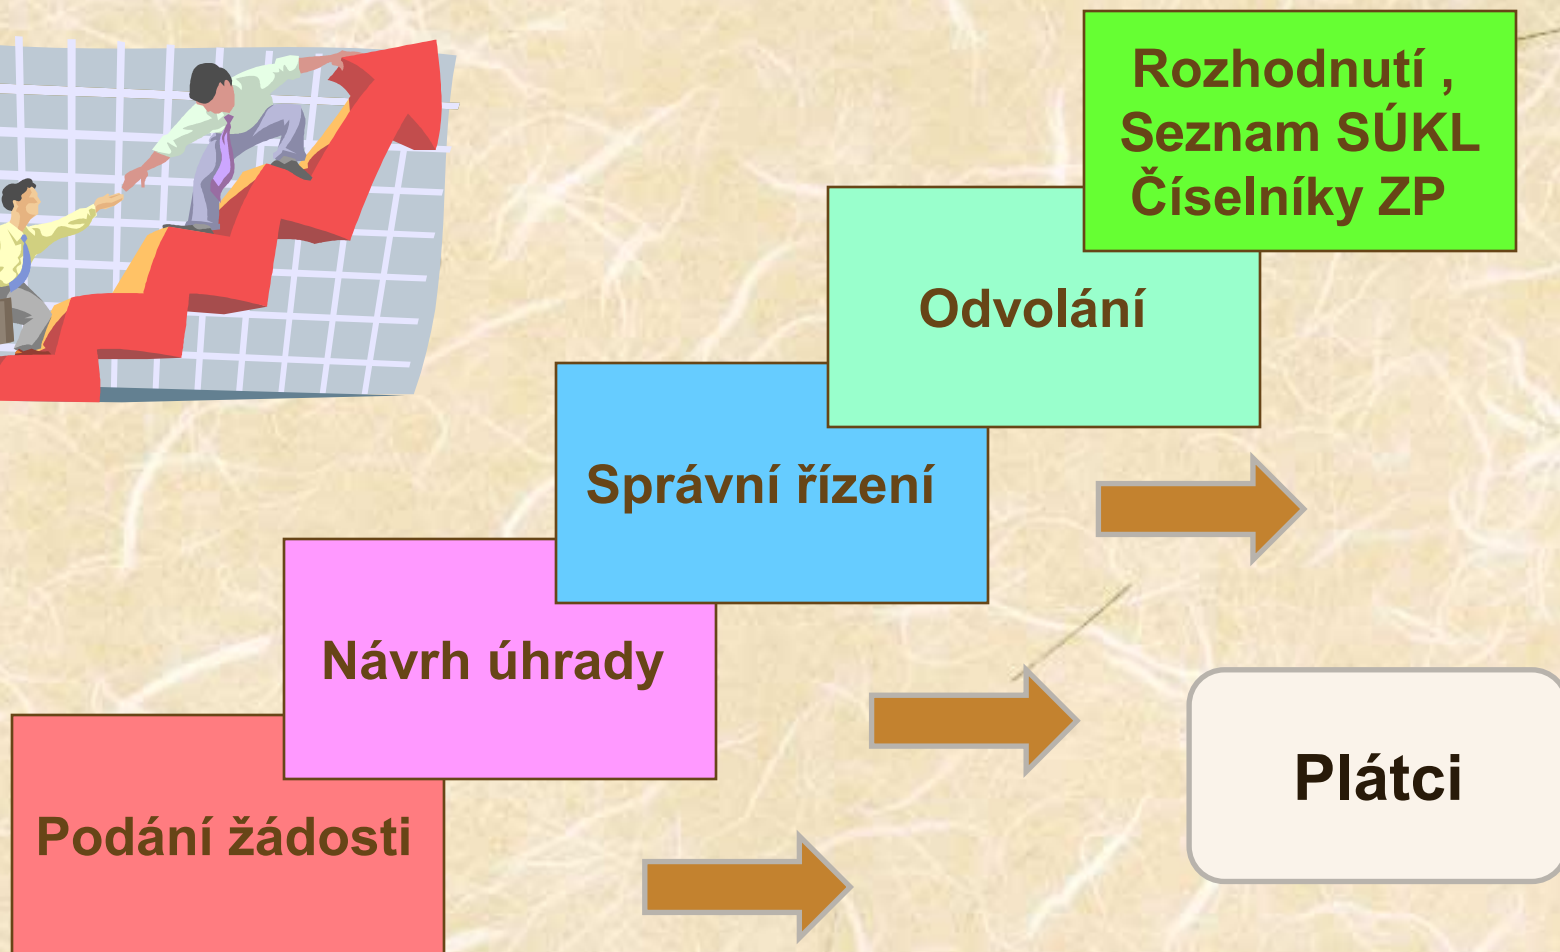 Rozhodnutí ,
Seznam SÚKL
Číselníky ZP
Odvolání
Správní řízení
Návrh úhrady
Podání žádosti
Plátci